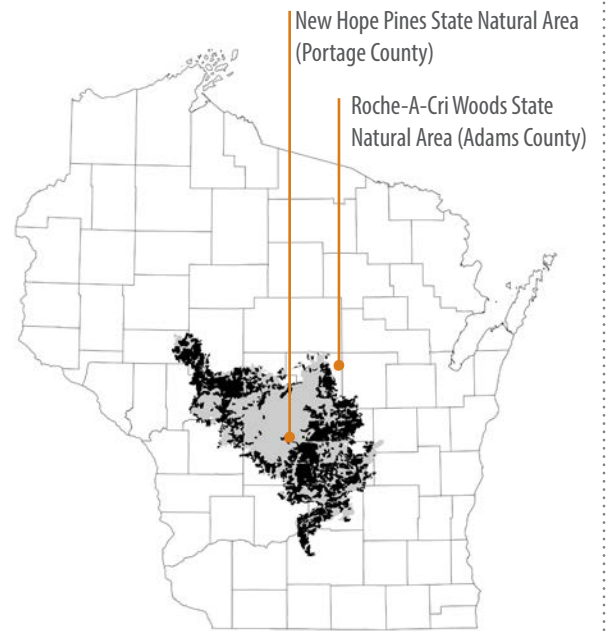 New Hope Pines State Natural Area
(Portage County)
Roche-A-Cri Woods State
Natural Area (Adams County)